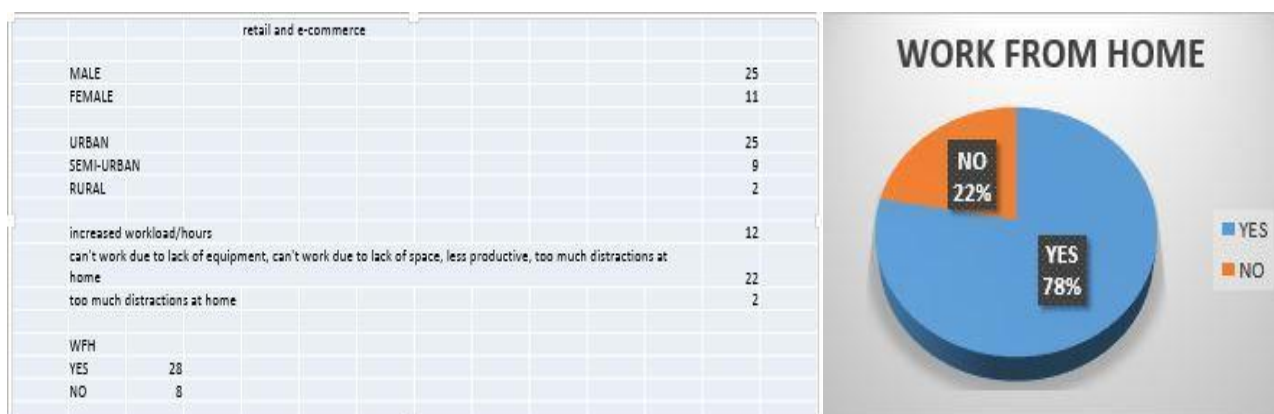 retail and e-commerce
MALE 25
FEMALE 11
URBAN 25
SEMI-URBAN 9
RURAL 2
increased workload/hours 12
can't work due to lack of equipment, can't work due to lack of space, less productive, too much distractions at
home 22
too much distractions at home 2
WFH
YES 28
NO 8
WORK FROM HOME
NO
22%
YES
78%
YES
NO